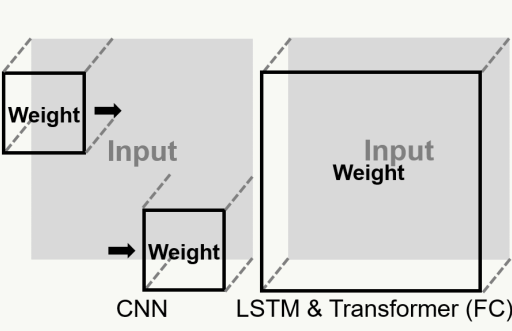 Weight
Input
Weight
CNN
Input
Weight
LSTM & Transformer (FC)